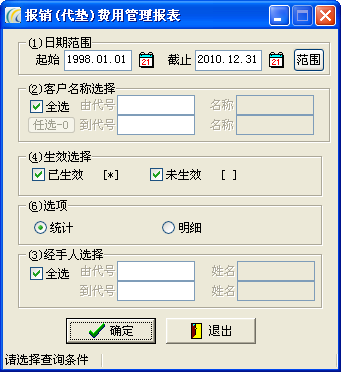 报销(代垫)费用管理报表
(1)日期范围
起始 1998.01.01 21 截止 2010.12.31 21 范围
(2)客户名称选择
全选 由代号 名称
任选-0 到代号 名称
(4)生效选择
已生效 [*] 未生效 [ ]
(6)选项
统计 明细
(3)经手人选择
全选 由代号 姓名
到代号 姓名
确定 退出
请选择查询条件